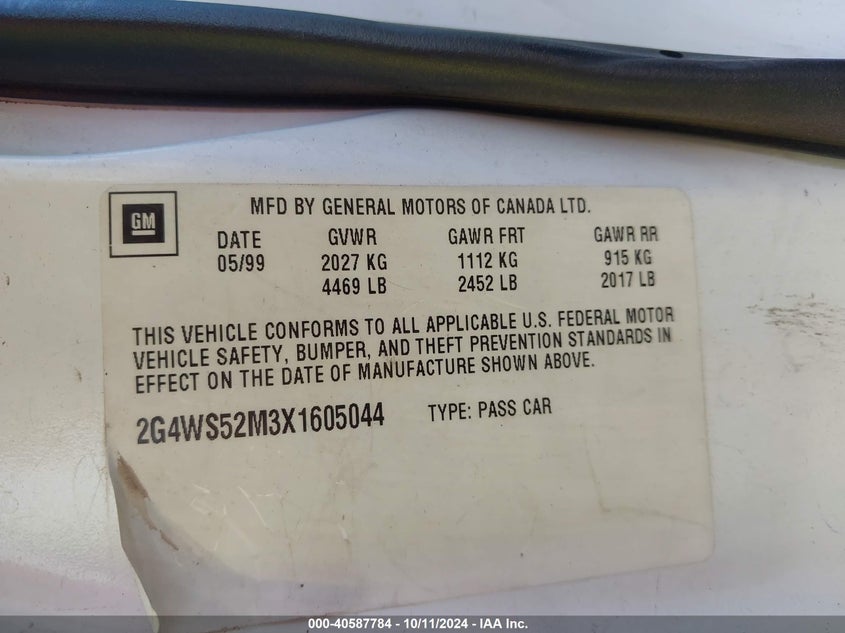 GM
MFD BY GENERAL MOTORS OF CANADA LTD.
DATE GVWR GAWR FRT GAWR RR
05/99 2027 KG 1112 KG 915 KG
4469 LB 2452 LB 2017 LB
THIS VEHICLE CONFORMS TO ALL APPLICABLE U.S. FEDERAL MOTOR
VEHICLE SAFETY, BUMPER, AND THEFT PREVENTION STANDARDS IN
EFFECT ON THE DATE OF MANUFACTURE SHOWN ABOVE.
2G4WS52M3X1605044 TYPE: PASS CAR
000-40587784 - 10/11/2024 - IAA Inc.